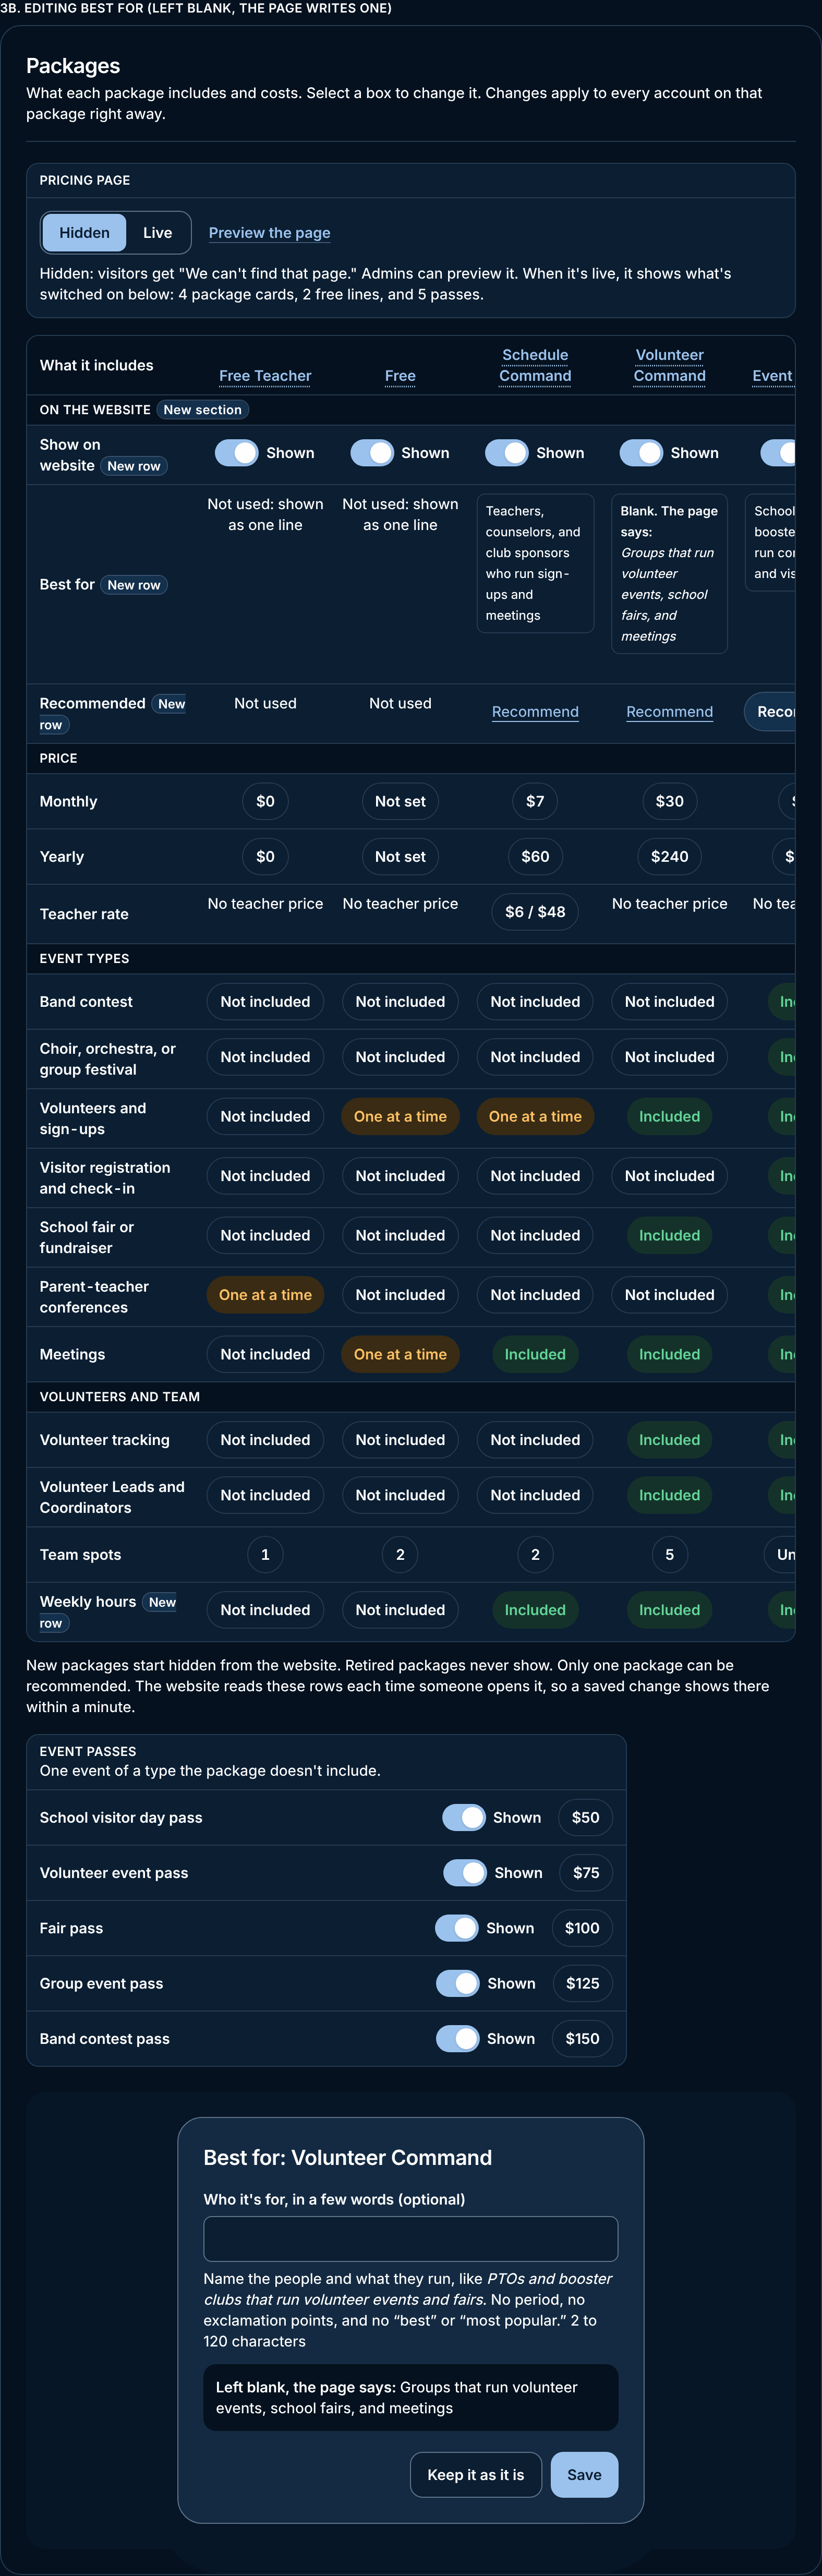 3B. EDITING BEST FOR (LEFT BLANK, THE PAGE WRITES ONE)
Packages
What each package includes and costs. Select a box to change it. Changes apply to every account on that
package right away.
PRICING PAGE
Hidden Live Preview the page
Hidden: visitors get "We can't find that page." Admins can preview it. When it's live, it shows what's
switched on below: 4 package cards, 2 free lines, and 5 passes.
What it includes Free Teacher Free Schedule Command Volunteer Command Event
ON THE WEBSITE New section
Show on website New row Shown Shown Shown Shown
Best for New row
Not used: shown as one line
Not used: shown as one line
Teachers,
counselors, and
club sponsors
who run sign-
ups and
meetings
Blank. The page
says:
Groups that run
volunteer
events, school
fairs, and
meetings
School
Recommended New row Not used Not used Recommend Recommend
PRICE
Monthly $0 Not set $7 $30
Yearly $0 Not set $60 $240
Teacher rate No teacher price No teacher price $6 / $48 No teacher price
EVENT TYPES
Band contest Not included Not included Not included Not included
Choir, orchestra, or
group festival Not included Not included Not included Not included
Volunteers and
sign-ups Not included One at a time One at a time Included
Visitor registration
and check-in Not included Not included Not included Not included
School fair or
fundraiser Not included Not included Not included Included
Parent-teacher
conferences One at a time Not included Not included Not included
Meetings Not included One at a time Included Included
VOLUNTEERS AND TEAM
Volunteer tracking Not included Not included Not included Included
Volunteer Leads and
Coordinators Not included Not included Not included Included
Team spots 1 2 2 5
Weekly hours New row Not included Not included Included Included
New packages start hidden from the website. Retired packages never show. Only one package can be
recommended. The website reads these rows each time someone opens it, so a saved change shows there
within a minute.
EVENT PASSES
One event of a type the package doesn't include.
School visitor day pass Shown $50
Volunteer event pass Shown $75
Fair pass Shown $100
Group event pass Shown $125
Band contest pass Shown $150
Best for: Volunteer Command
Who it's for, in a few words (optional)
Name the people and what they run, like PTOs and booster
clubs that run volunteer events and fairs. No period, no
exclamation points, and no “best” or “most popular.” 2 to
120 characters
Left blank, the page says: Groups that run volunteer
events, school fairs, and meetings
Keep it as it is Save